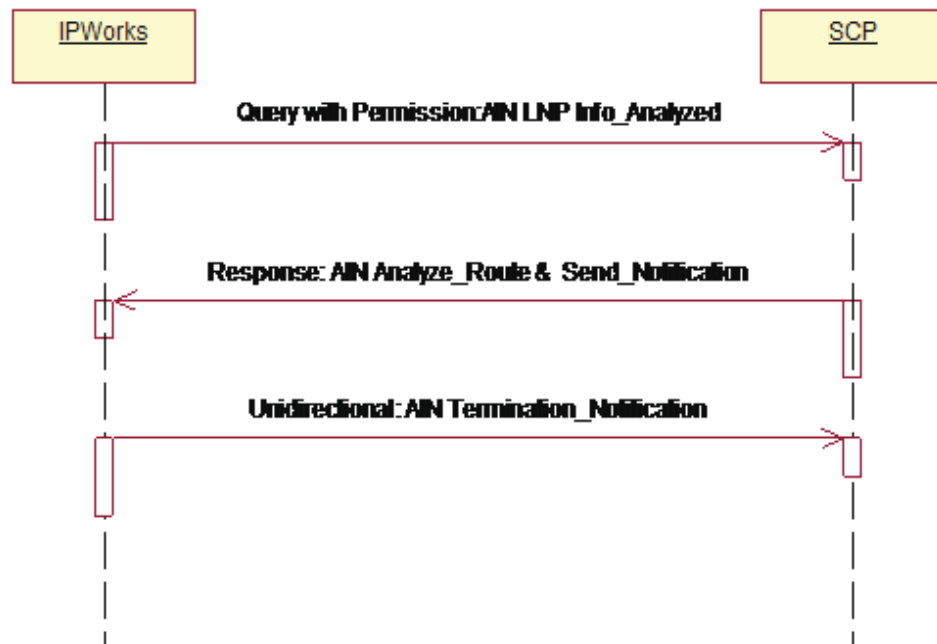 IPWorks
SCP
Query with Permission:AIN LNP Info_Analyzed
Response: AIN Analyze_Route & Send_Notification
Unidirectional: AIN Termination_Notification